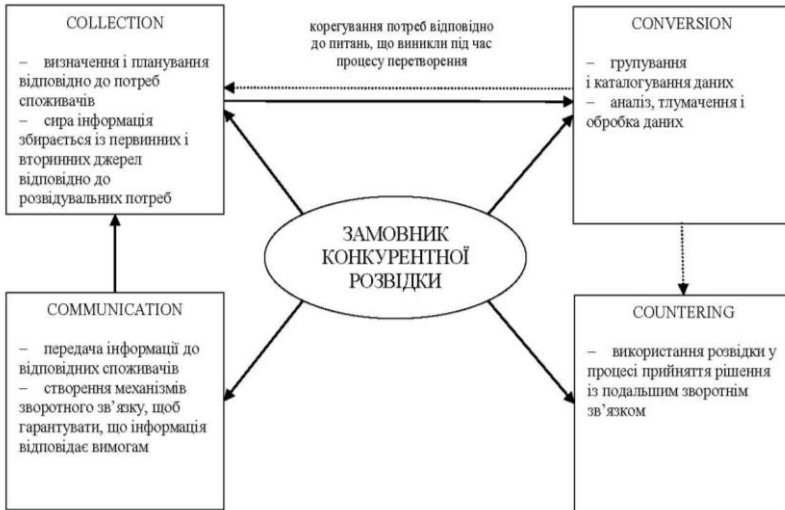 COLLECTION
– визначення і планування
відповідно до потреб
споживачів
– сира інформація
збирається із первинних і
вторинних джерел
відповідно до
розвідувальних потреб
корегування потреб відповідно
до питань, що виникли під час
процесу перетворення
CONVERSION
– групування
і каталогування даних
– аналіз, тлумачення і
обробка даних
ЗАМОВНИК
КОНКУРЕНТНОЇ
РОЗВІДКИ
COMMUNICATION
– передача інформації до
відповідних споживачів
– створення механізмів
зворотного зв’язку, щоб
гарантувати, що інформація
відповідає вимогам
COUNTERING
– використання розвідки у
процесі прийняття рішення
із подальшим зворотнім
зв’язком